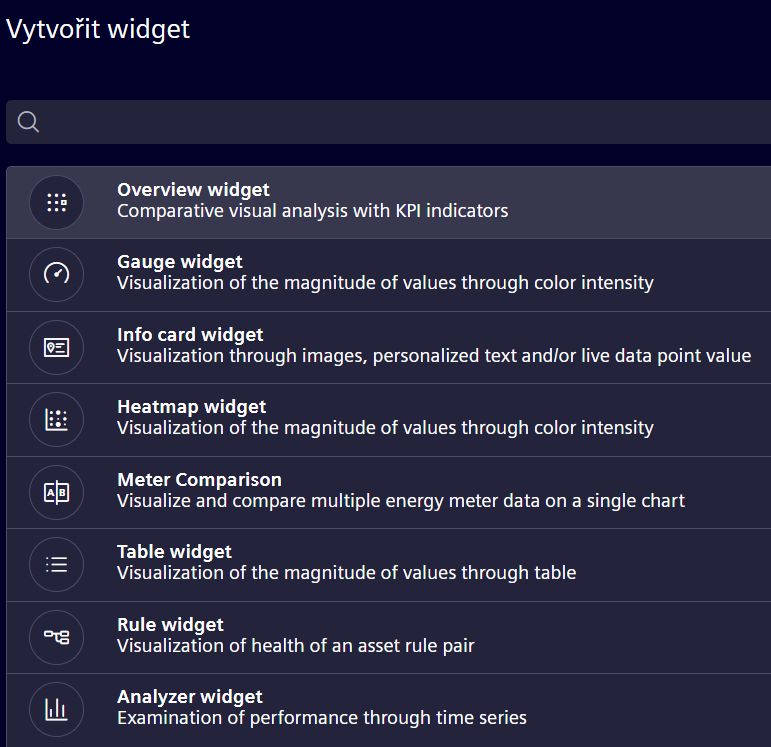 Vytvořit widget
Overview widget
Comparative visual analysis with KPI indicators
Gauge widget
Visualization of the magnitude of values through color intensity
Info card widget
Visualization through images, personalized text and/or live data point value
Heatmap widget
Visualization of the magnitude of values through color intensity
Meter Comparison
Visualize and compare multiple energy meter data on a single chart
Table widget
Visualization of the magnitude of values through table
Rule widget
Visualization of health of an asset rule pair
Analyzer widget
Examination of performance through time series